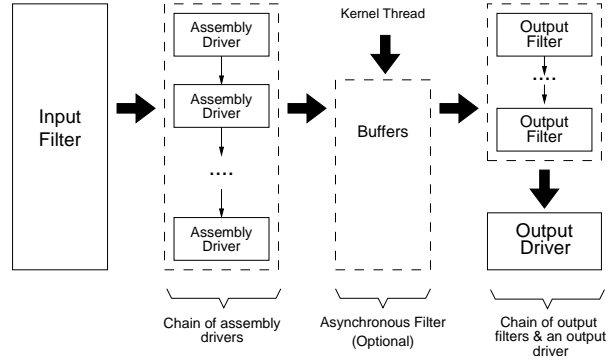 Input
Filter
Assembly
Driver
Assembly
Driver
....
Assembly
Driver
Chain of assembly
drivers
Kernel Thread
Buffers
Asynchronous Filter
(Optional)
Output
Filter
....
Output
Filter
Output
Driver
Chain of output
filters & an output
driver